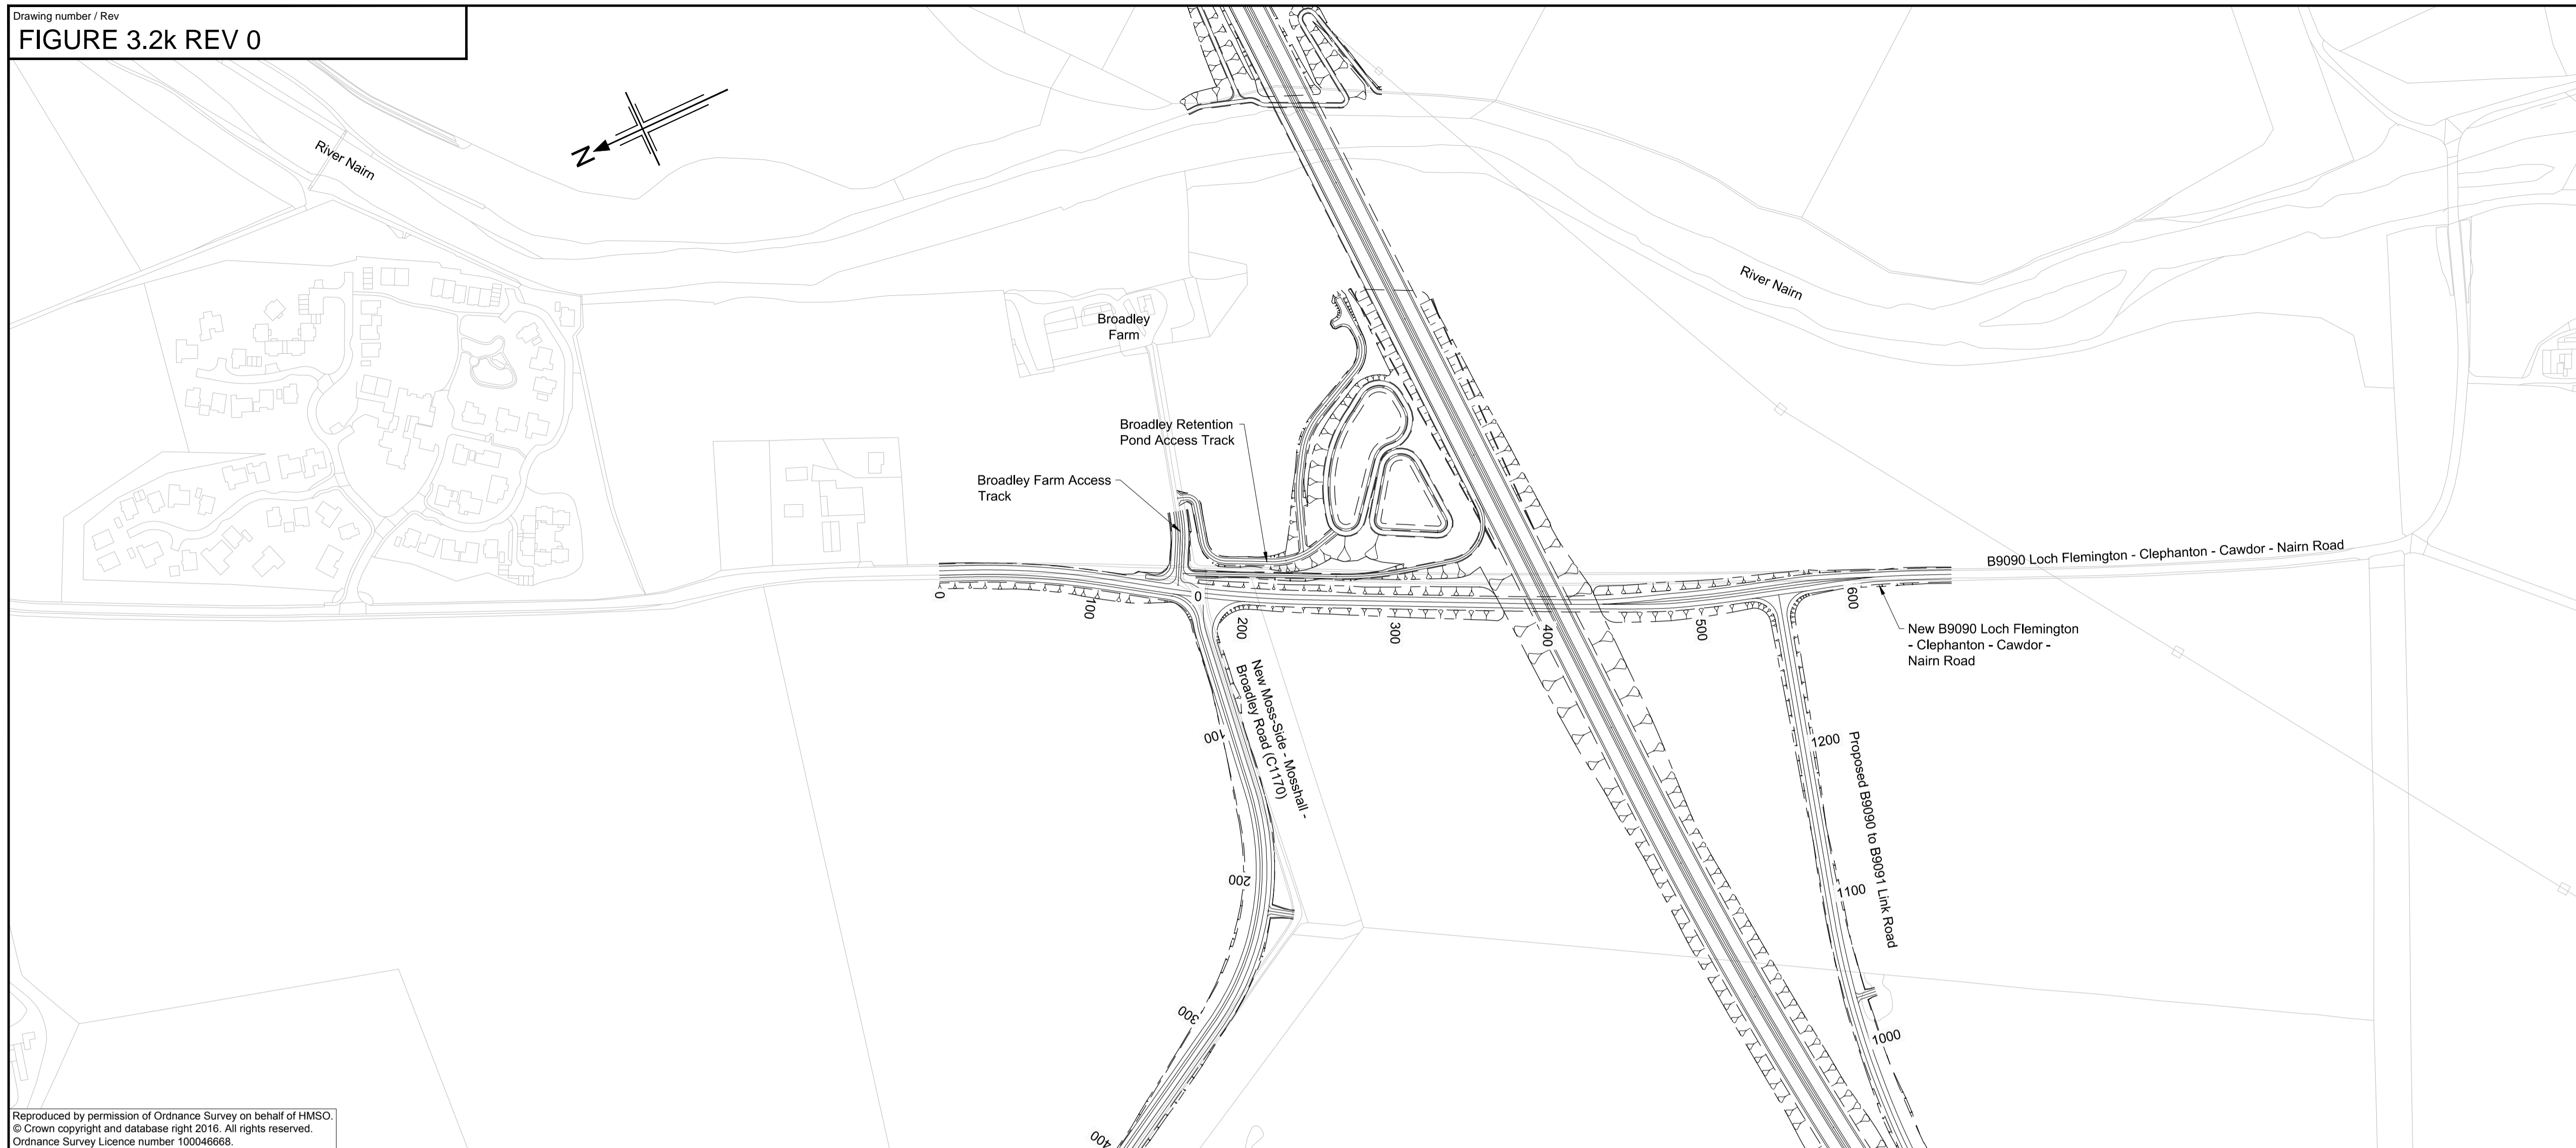 Drawing number / Rev
FIGURE 3.2k REV 0
N
River Nairn
River Nairn
Broadley
Farm
Broadley Retention
Pond Access Track
Broadley Farm Access
Track
B9090 Loch Flemington - Clephanton - Cawdor - Nairn Road
0
100
0
200
300
400
500
600
New B9090 Loch Flemington
- Clephanton - Cawdor -
Nairn Road
New Moss-Side - Mosshall -
Broadley Road (C1170)
100
200
300
400
Proposed B9090 to B9091 Link Road
1200
1100
1000
Reproduced by permission of Ordnance Survey on behalf of HMSO.
© Crown copyright and database right 2016. All rights reserved.
Ordnance Survey Licence number 100046668.